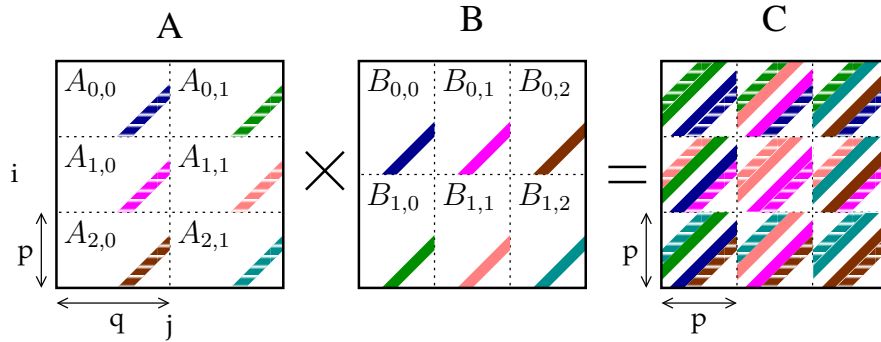 A B C
A0,0 A0,1 B0,0 B0,1 B0,2
× =
i A1,0 A1,1
p A2,0 A2,1 B1,0 B1,1 B1,2 p
q j p